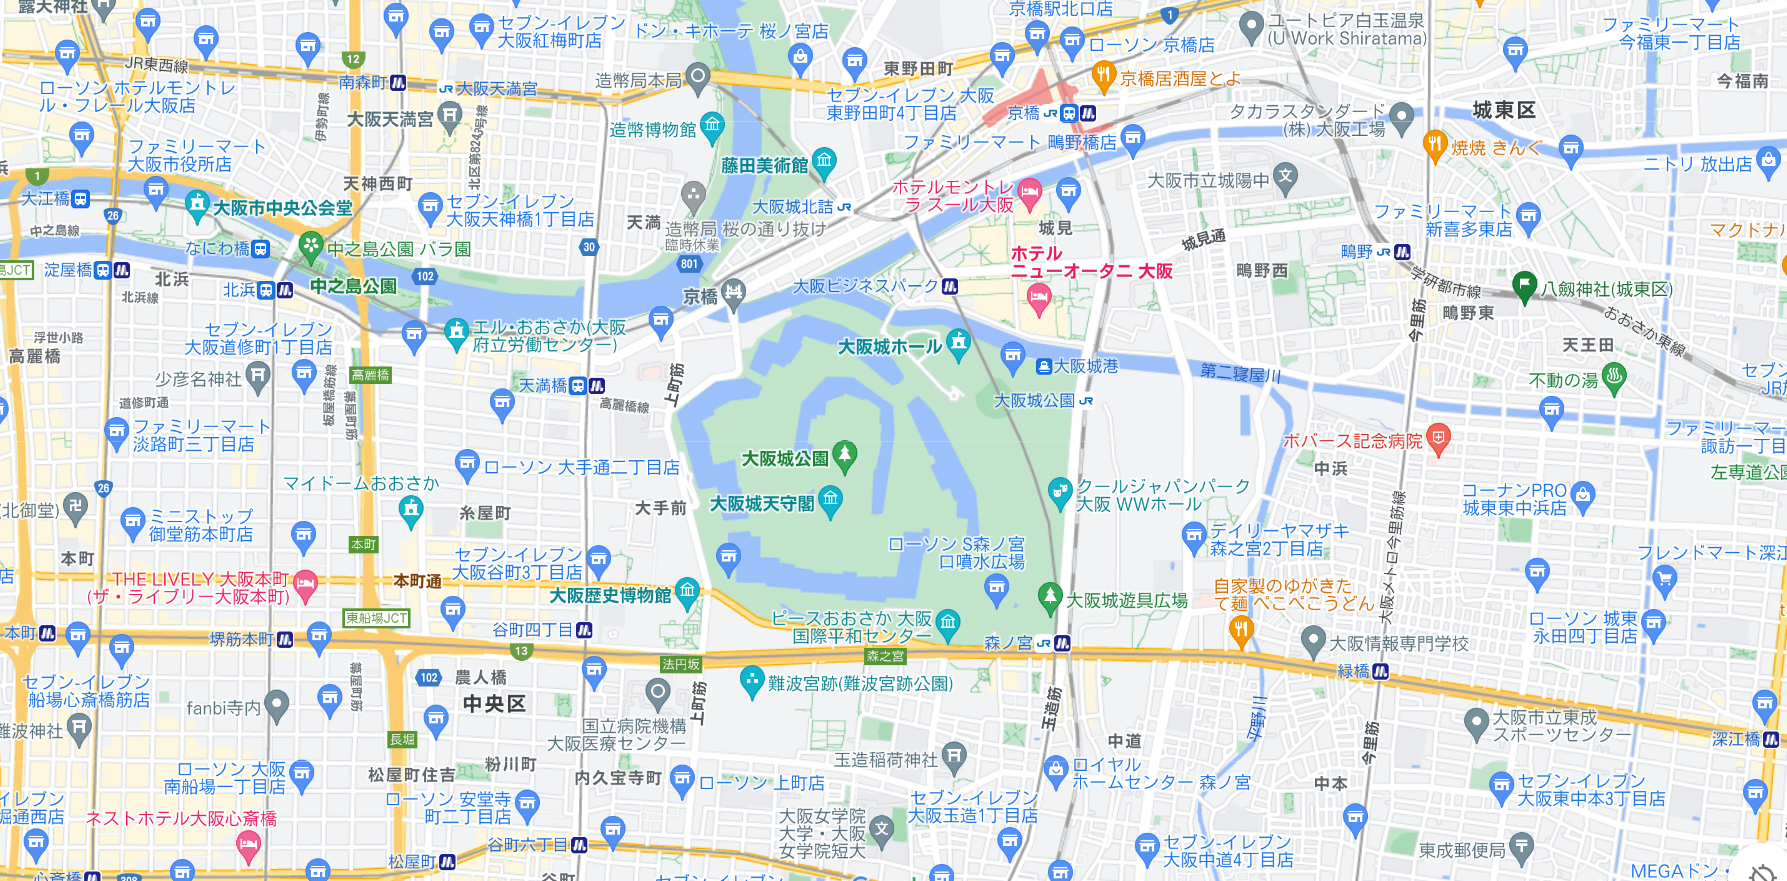 露天神社
セブン-イレブン
大阪紅梅町店
ドン・キホーテ 桜ノ宮店
京橋駅北口店
1
ユートピア白玉温泉
(U Work Shiratama)
ファミリーマート
今福東一丁目店
ローソン 京橋店
JR東西線
12
南森町
JR 大阪天満宮
造幣局本局
東野田町
京橋居酒屋とよ
今福南
ローソン ホテルモントレ
ル・フレール大阪店
伊勢町線
セブン-イレブン 大阪
東野田町4丁目店
京橋 JR
タカラスタンダード
(株) 大阪工場
城東区
大阪天満宮
造幣博物館
ファミリーマート 鴫野橋店
焼焼 きんぐ
ファミリーマート
大阪市役所店
藤田美術館
ニトリ 放出店
1
大江橋
天神西町
セブン-イレブン
大阪天神橋1丁目店
ホテルモントレ
ラ スール大阪
大阪市立城陽中
26
大阪市中央公会堂
大阪城北詰 JR
ファミリーマート
新喜多東店
中之島線
天満
造幣局 桜の通り抜け
臨時休業
城見
城見通
マクドナル
なにわ橋
中之島公園 バラ園
30
ホテル
ニューオータニ 大阪
鴫野 JR
島JCT
淀屋橋
北浜
102
801
鴫野西
学研都市線
北浜線
北浜
中之島公園
京橋
大阪ビジネスパーク
八劔神社(城東区)
今里筋
鴫野東
おおさか東線
浮世小路
高麗橋
セブン-イレブン
大阪道修町1丁目店
エル・おおさか(大阪
府立労働センター)
大阪城ホール
天王田
少彦名神社
高麗橋
天満橋
上町筋
大阪城港
第二寝屋川
不動の湯
セブン
JR放
道修町通
板屋橋筋線
高麗橋線
大阪城公園 JR
ファミリーマート
淡路町三丁目店
ファミリーマー
諏訪一丁目
ボバース記念病院
大阪城公園
ローソン 大手通二丁目店
中浜
左専道公園
マイドームおおさか
26
大阪城天守閣
クールジャパンパーク
大阪 WWホール
コーナンPRO
城東東中浜店
(北御堂)
ミニストップ
御堂筋本町店
糸屋町
大手前
大阪メトロ今里筋線
本町
本町
セブン-イレブン
大阪谷町3丁目店
ローソン S森ノ宮
口噴水広場
デイリーヤマザキ
森之宮2丁目店
フレンドマート深江
THE LIVELY 大阪本町
(ザ・ライブリー大阪本町)
本町通
大阪歴史博物館
大阪城遊具広場
自家製のゆがきた
て麺 ぺこぺこうどん
東船場JCT
ピースおおさか 大阪
国際平和センター
ローソン 城東
永田四丁目店
本町
堺筋本町
谷町四丁目
13
森ノ宮 JR
大阪情報専門学校
法円坂
森之宮
緑橋
セブン-イレブン
船場心斎橋筋店
102
農人橋
難波宮跡(難波宮跡公園)
fanbi寺内
中央区
上町筋
玉造筋
平野川
難波神社
国立病院機構
大阪医療センター
大阪市立東成
スポーツセンター
長堀
中道
今里筋
深江橋
ローソン 大阪
南船場一丁目店
松屋町住吉
粉川町
内久宝寺町
ローソン 上町店
玉造稲荷神社
ロイヤル
ホームセンター 森ノ宮
中本
セブン-イレブン
大阪東中本3丁目店
イレブン
堀通西店
ローソン 安堂寺
町二丁目店
セブン-イレブン
大阪玉造1丁目店
ネストホテル大阪心斎橋
大阪女学院
大学・大阪
女学院短大
谷町六丁目
セブン-イレブン
大阪中道4丁目店
東成郵便局
松屋町
心斎橋
308
谷町
セブン-イレブン
MEGAドン・